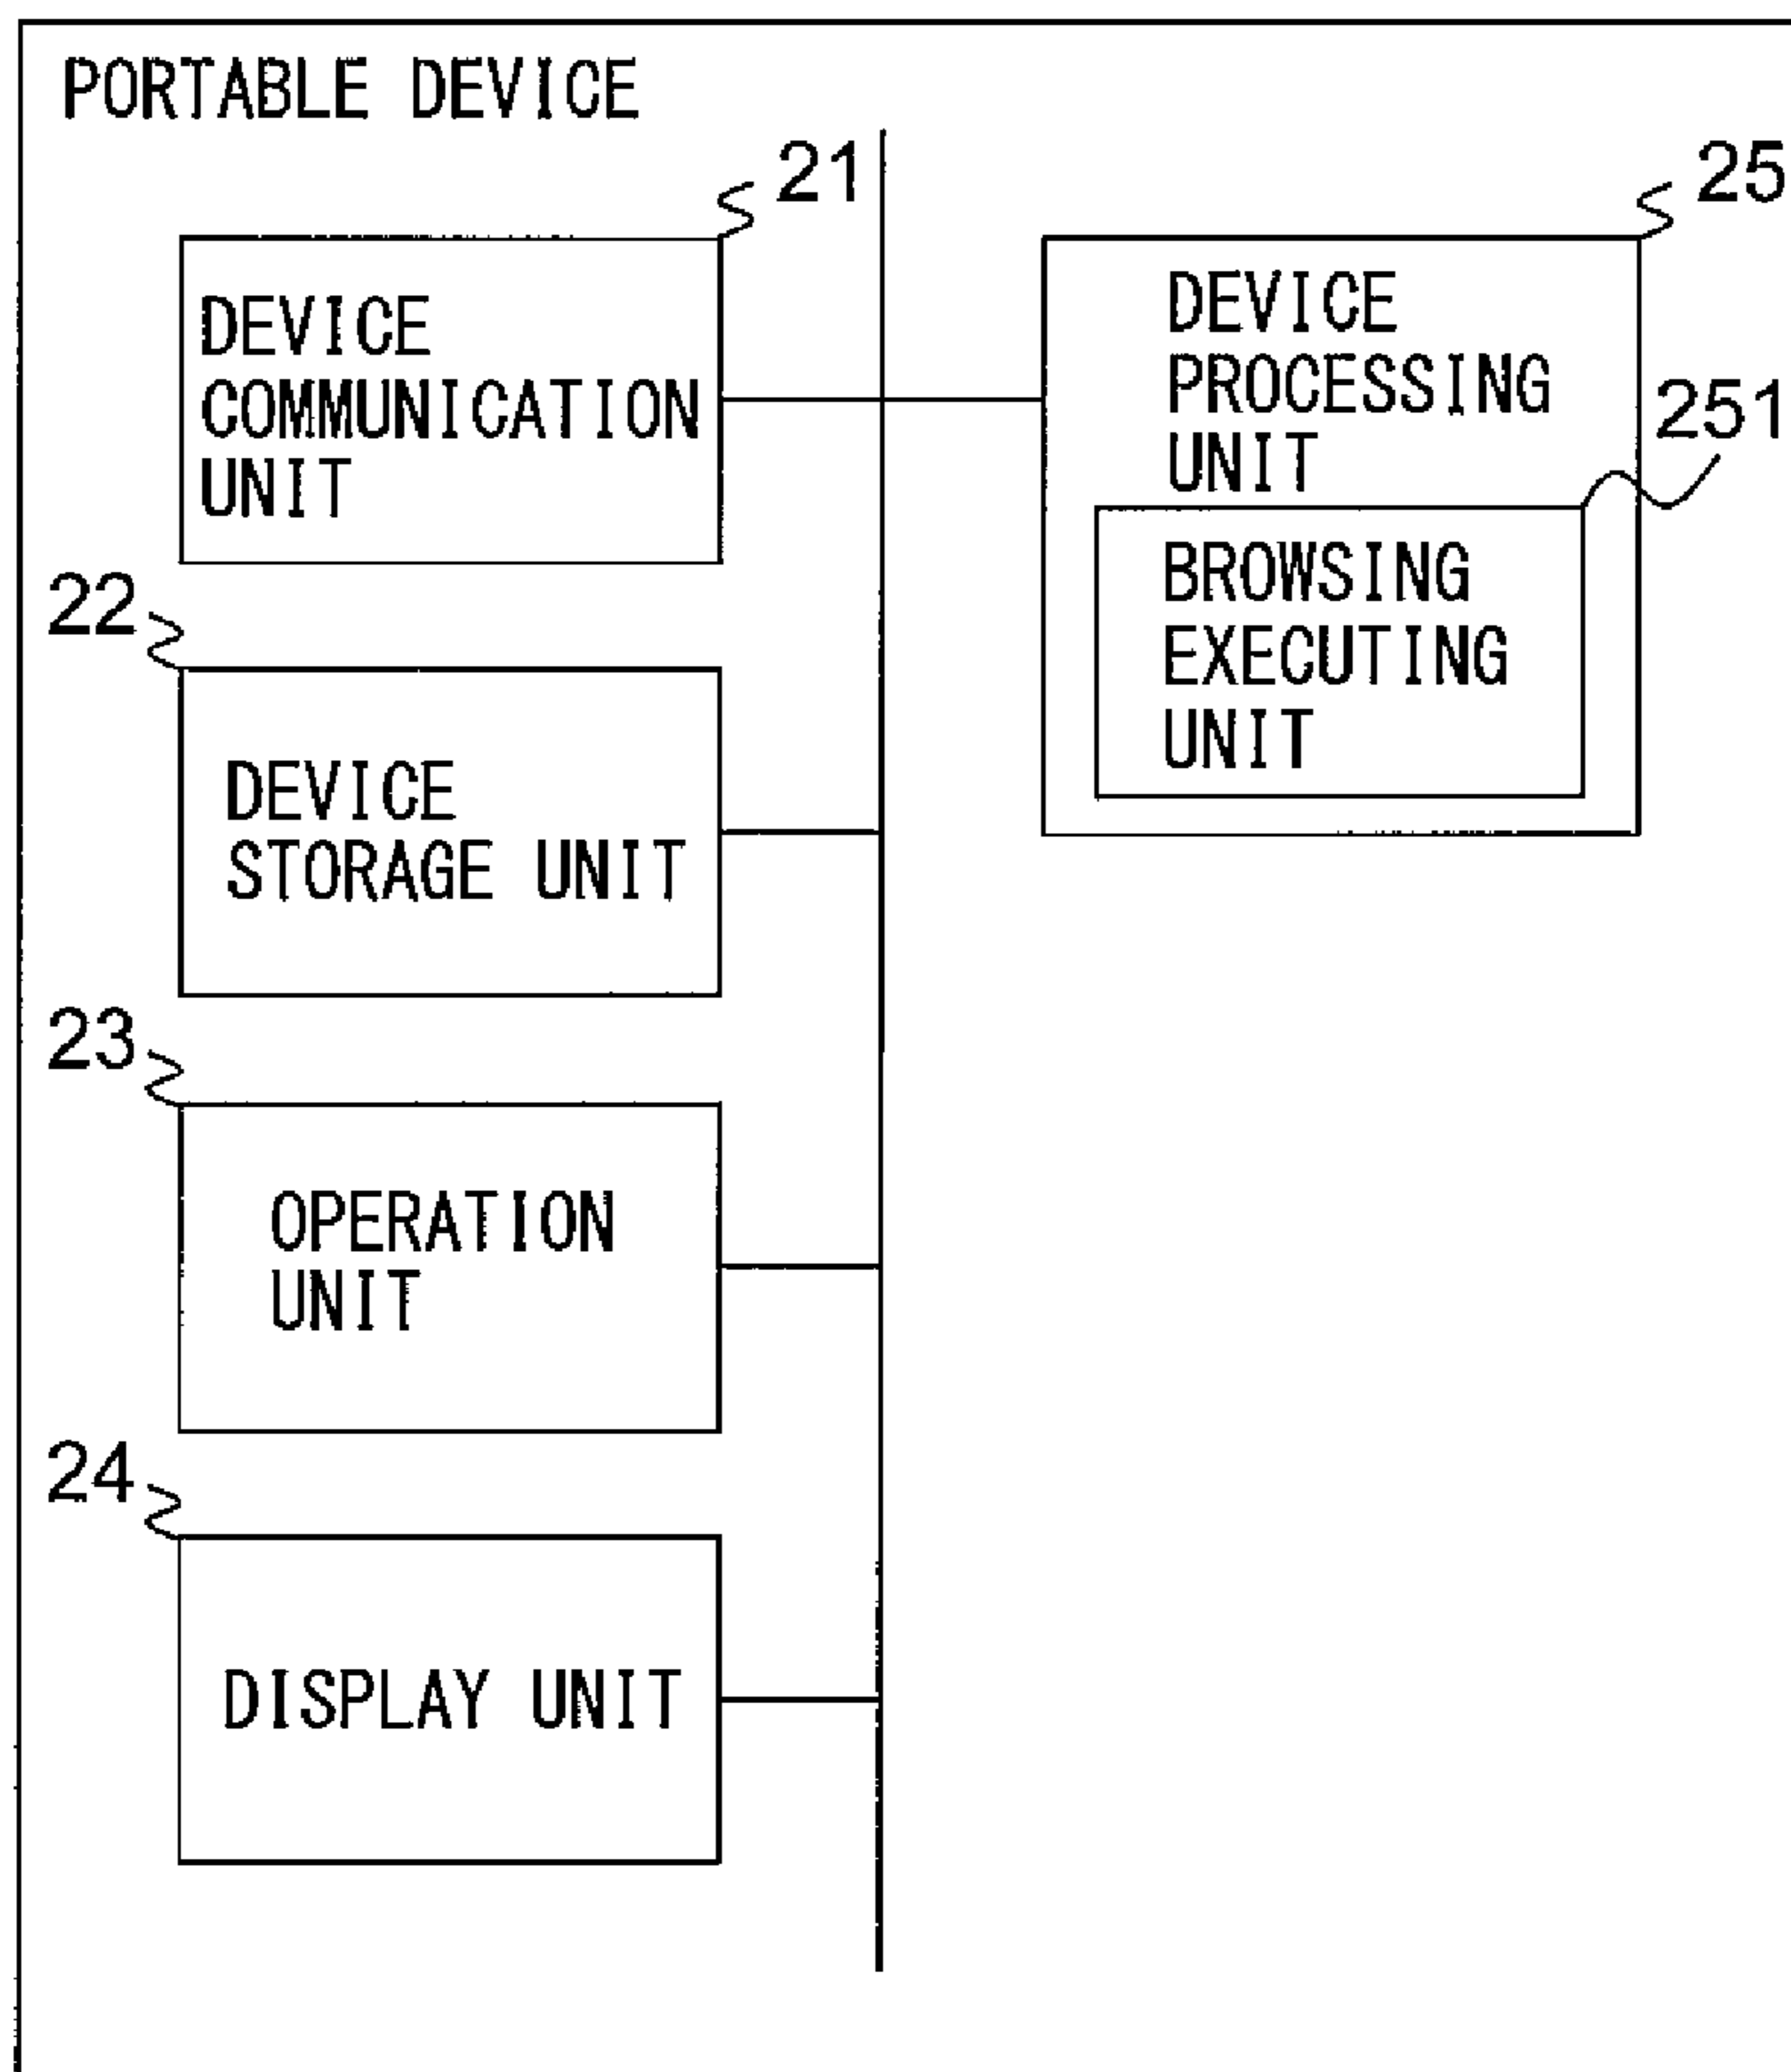 PORTABLE DEVICE
21
DEVICE
COMMUNICATION
UNIT
22
DEVICE
STORAGE UNIT
23
OPERATION
UNIT
24
DISPLAY UNIT
25
DEVICE
PROCESSING
UNIT
251
BROWSING
EXECUTING
UNIT